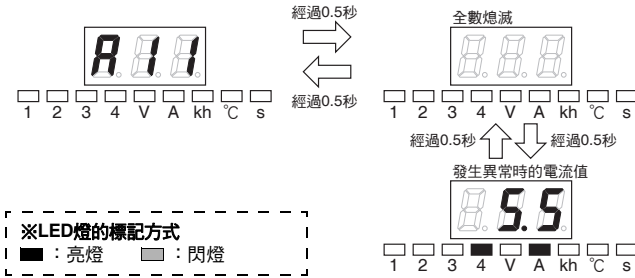 經過0.5秒
全數熄滅
A11
1 2 3 4 V A kh ℃ s
經過0.5秒
1 2 3 4 V A kh ℃ s
經過0.5秒
經過0.5秒
發生異常時的電流值
5.5
1 2 3 4 V A kh ℃ s
※LED燈的標記方式
：亮燈 ：閃燈